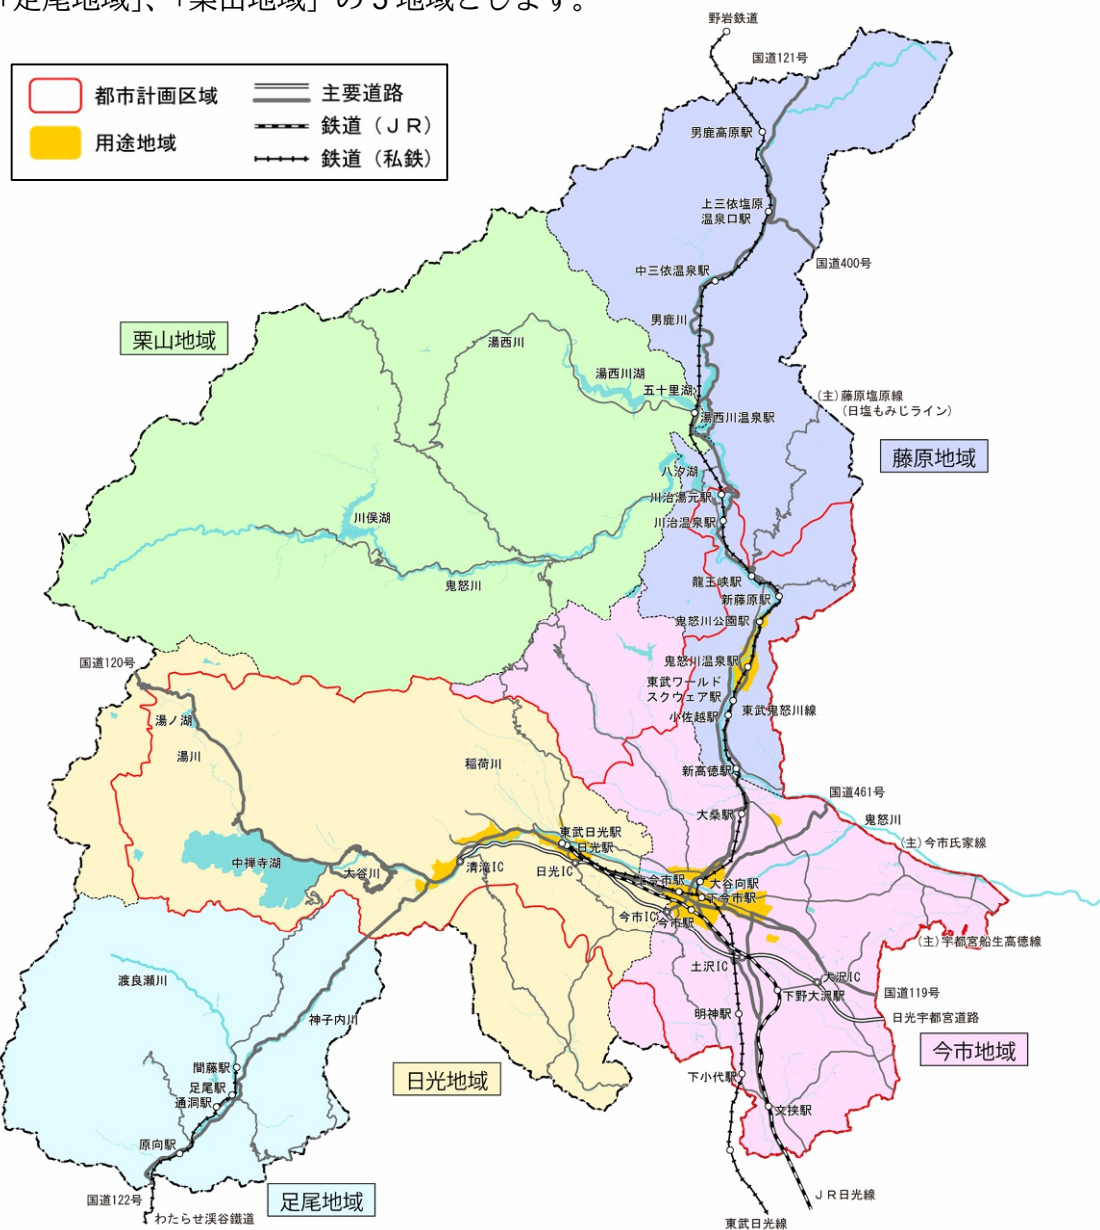 「足尾地域」、「栗山地域」の5地域とします。
野岩鉄道
国道121号
都市計画区域
主要道路
用途地域
鉄道（ＪＲ）
鉄道（私鉄）
男鹿高原駅
上三依塩原
温泉口駅
国道400号
中三依温泉駅
男鹿川
栗山地域
湯西川
湯西川湖
五十里湖
(主)藤原塩原線
(日塩もみじライン)
湯西川温泉駅
藤原地域
八汐湖
川治湯元駅
川俣湖
川治温泉駅
鬼怒川
龍王峡駅
新藤原駅
鬼怒川公園駅
国道120号
鬼怒川温泉駅
東武ワールド
スクウェア駅
東武鬼怒川線
小佐越駅
湯ノ湖
湯川
稲荷川
新高徳駅
国道461号
大桑駅
鬼怒川
東武日光駅
日光駅
(主)今市氏家線
中禅寺湖
大谷川
清滝IC
日光IC
上今市駅
大谷向駅
下今市駅
今市IC
今市駅
(主)宇都宮船生高徳線
土沢IC
大沢IC
渡良瀬川
下野大沢駅
国道119号
神子内川
明神駅
日光宇都宮道路
今市地域
間藤駅
日光地域
下小代駅
足尾駅
通洞駅
文挟駅
原向駅
国道122号
足尾地域
ＪＲ日光線
わたらせ渓谷鐵道
東武日光線